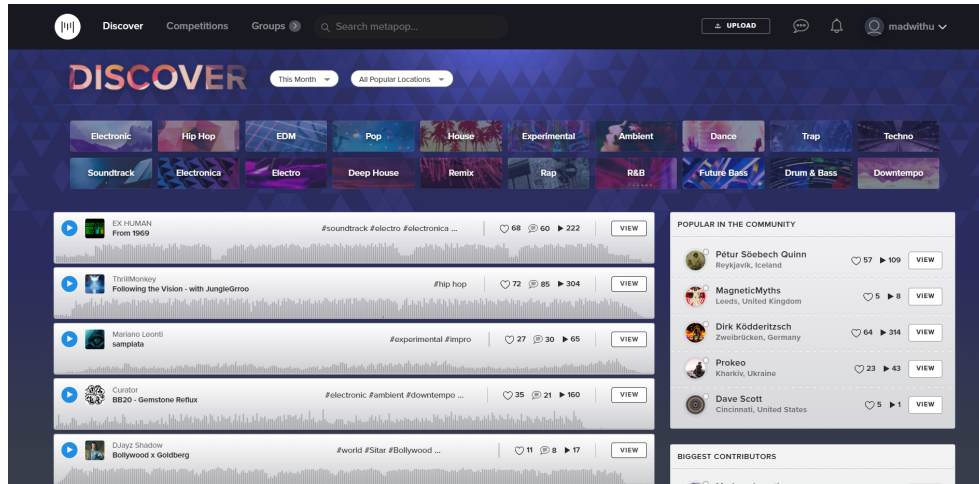 Discover Competitions Groups Search metapop... UPLOAD madwithu
DISCOVER This Month All Popular Locations
Electronic Hip Hop EDM Pop House Experimental Ambient Dance Trap Techno
Soundtrack Electronica Electro Deep House Remix Rap R&B Future Bass Drum & Bass Downtempo
EX HUMAN
From 1969
#soundtrack #electro #electronica ... 68 60 222 VIEW
ThrillMonkey
Following the Vision - with JungleGrroo
#hip hop 72 85 304 VIEW
Mariano Leonti
samplata
#experimental #impro 27 30 65 VIEW
Curator
BB20 - Gemstone Reflux
#electronic #ambient #downtempo ... 35 21 160 VIEW
DJayz Shadow
Bollywood x Goldberg
#world #Sitar #Bollywood ... 11 8 17 VIEW
POPULAR IN THE COMMUNITY
Pétur Söebech Quinn
Reykjavík, Iceland
57 109 VIEW
MagneticMyths
Leeds, United Kingdom
5 8 VIEW
Dirk Ködderitzsch
Zweibrücken, Germany
64 314 VIEW
Prokeo
Kharkiv, Ukraine
23 43 VIEW
Dave Scott
Cincinnati, United States
5 1 VIEW
BIGGEST CONTRIBUTORS